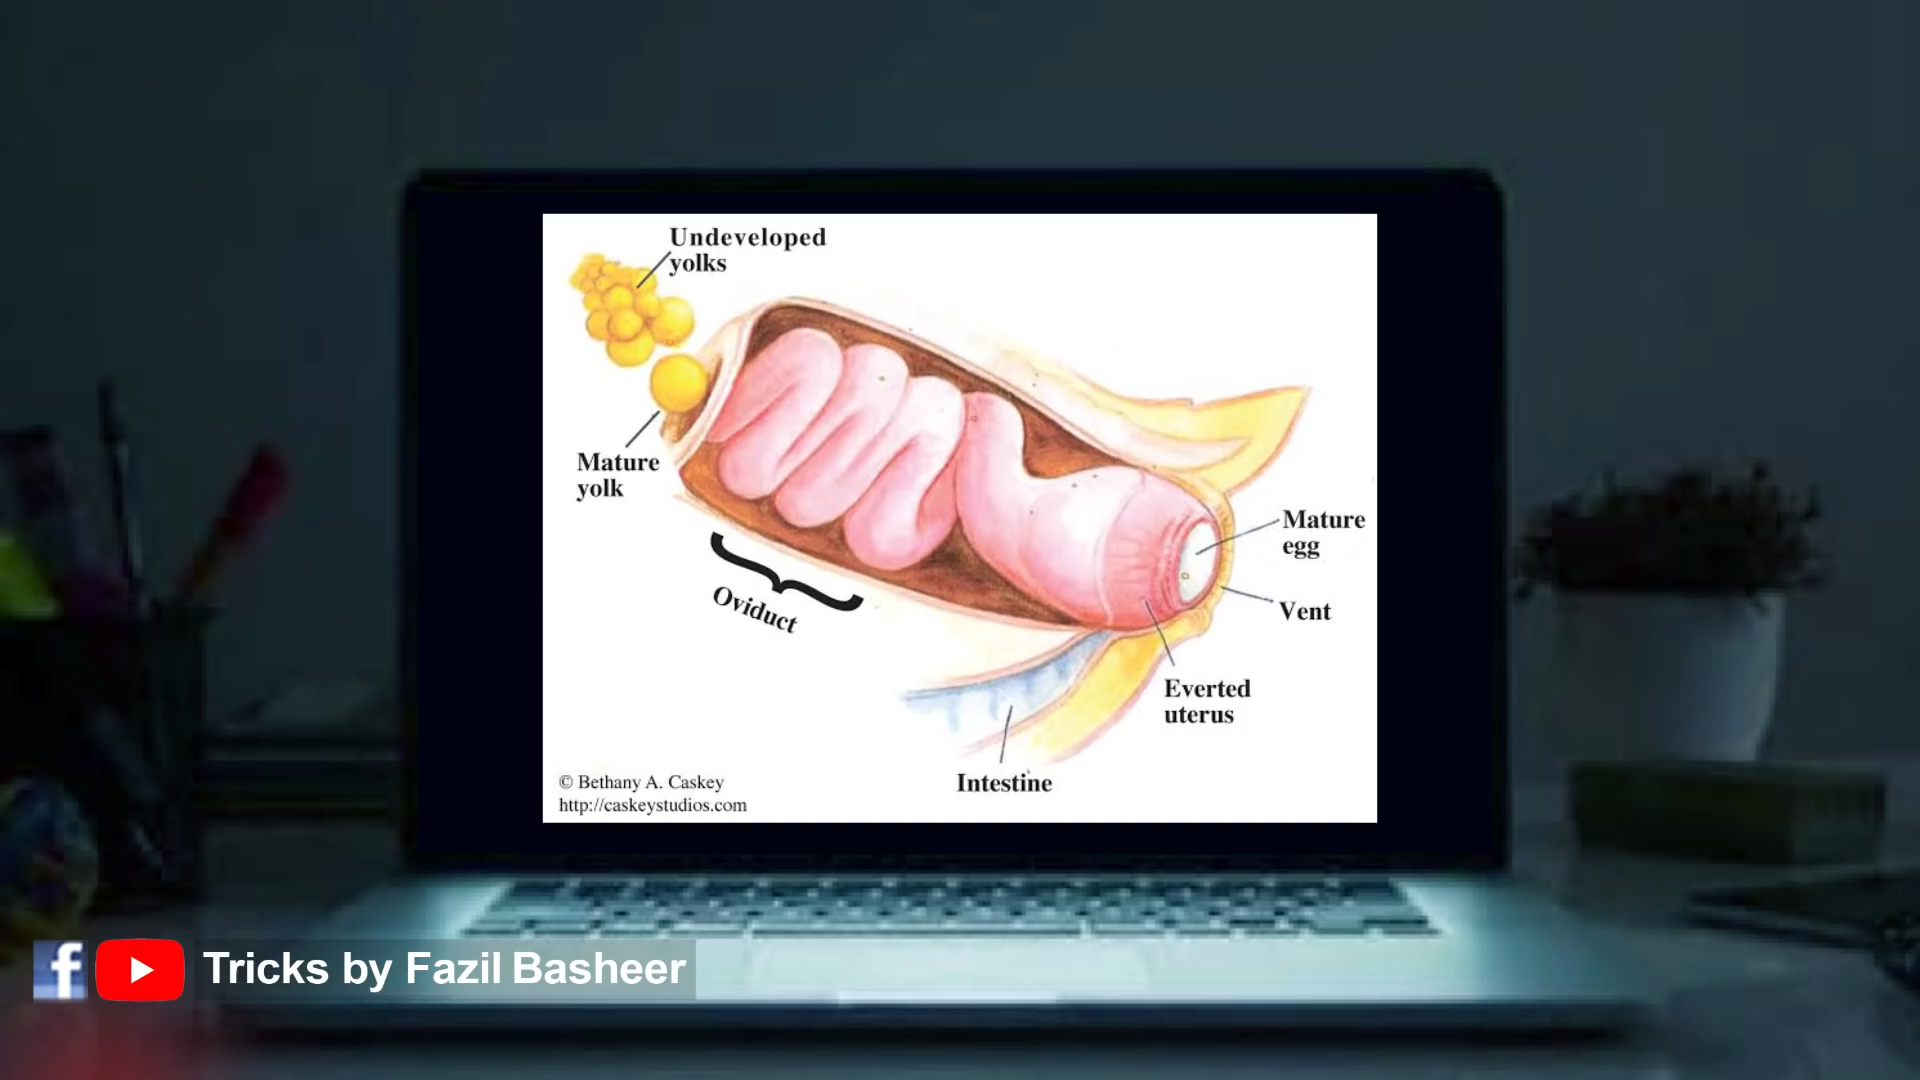 Undeveloped
yolks
Mature
yolk
Oviduct
Mature
egg
Vent
Everted
uterus
Intestine
© Bethany A. Caskey
http://caskeystudios.com
Tricks by Fazil Basheer